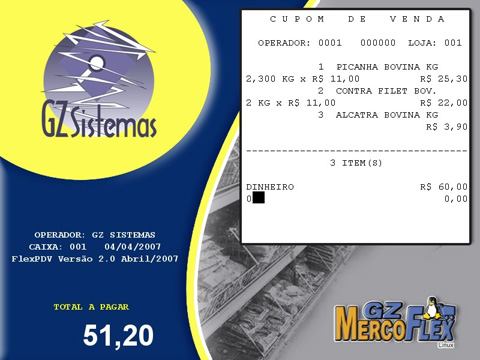 GZ Sistemas
CUPOM DE VENDA
OPERADOR: 0001 000000 LOJA: 001
1 PICANHA BOVINA KG
2,300 KG x R$ 11,00 R$ 25,30
2 CONTRA FILET BOV.
2 KG x R$ 11,00 R$ 22,00
3 ALCATRA BOVINA KG
R$ 3,90
3 ITEM(S)
DINHEIRO R$ 60,00
0 0,00
OPERADOR: GZ SISTEMAS
CAIXA: 001 04/04/2007
FlexPDV Versão 2.0 Abril/2007
TOTAL A PAGAR
51,20
GZ
MERCOFLEX
Linux